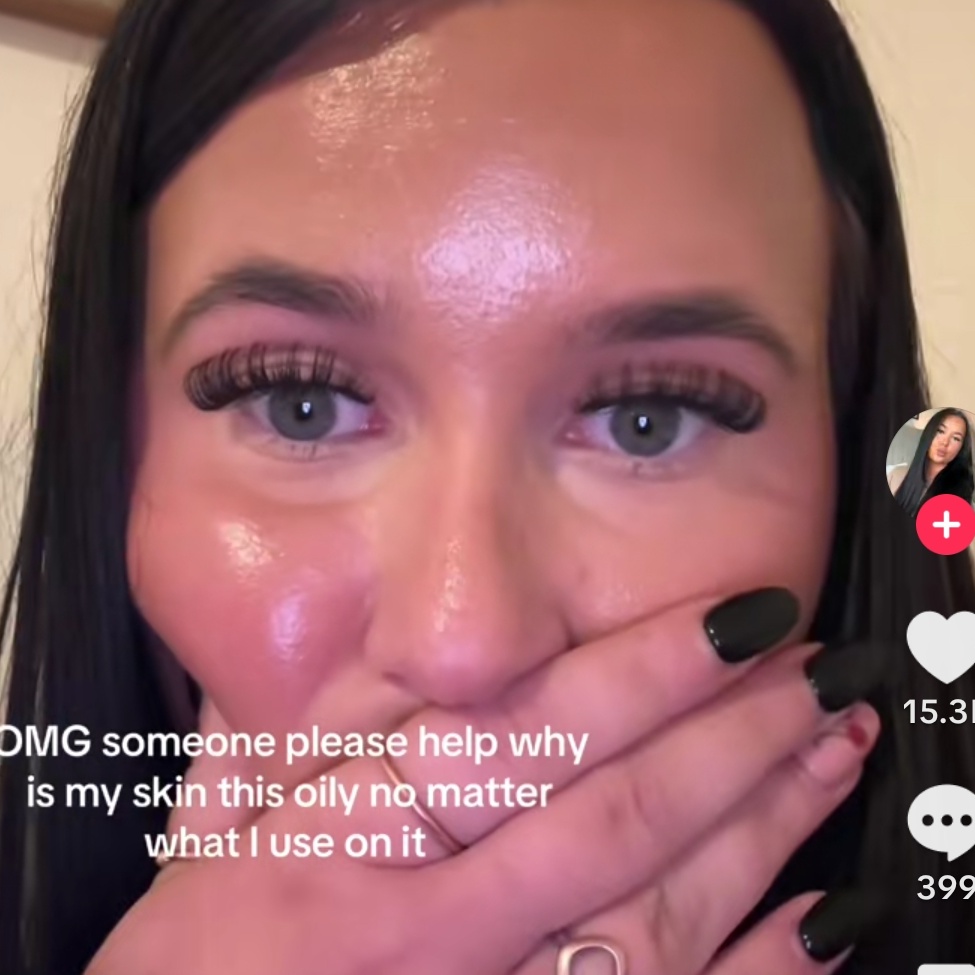 OMG someone please help why
is my skin this oily no matter
what I use on it
15.3
399